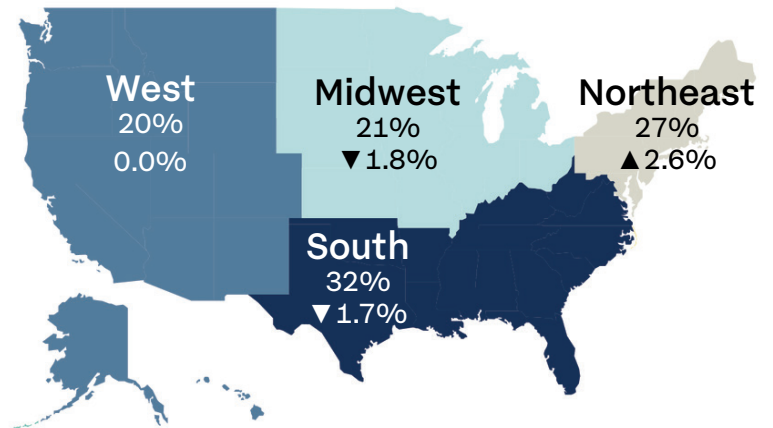 West
20%
0.0%
Midwest
21%
▼1.8%
Northeast
27%
▲2.6%
South
32%
▼1.7%